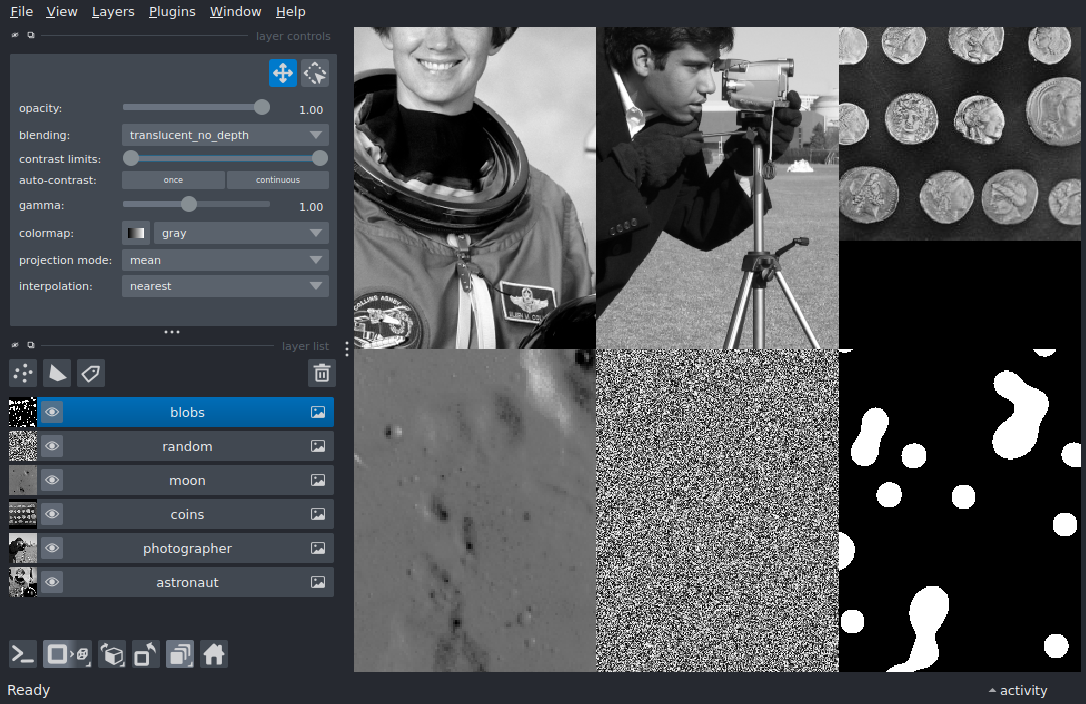 File View Layers Plugins Window Help
layer controls
opacity: 1.00
blending: translucent_no_depth
contrast limits:
auto-contrast: once continuous
gamma: 1.00
colormap: gray
projection mode: mean
interpolation: nearest
layer list
blobs
random
moon
coins
photographer
astronaut
Ready
activity